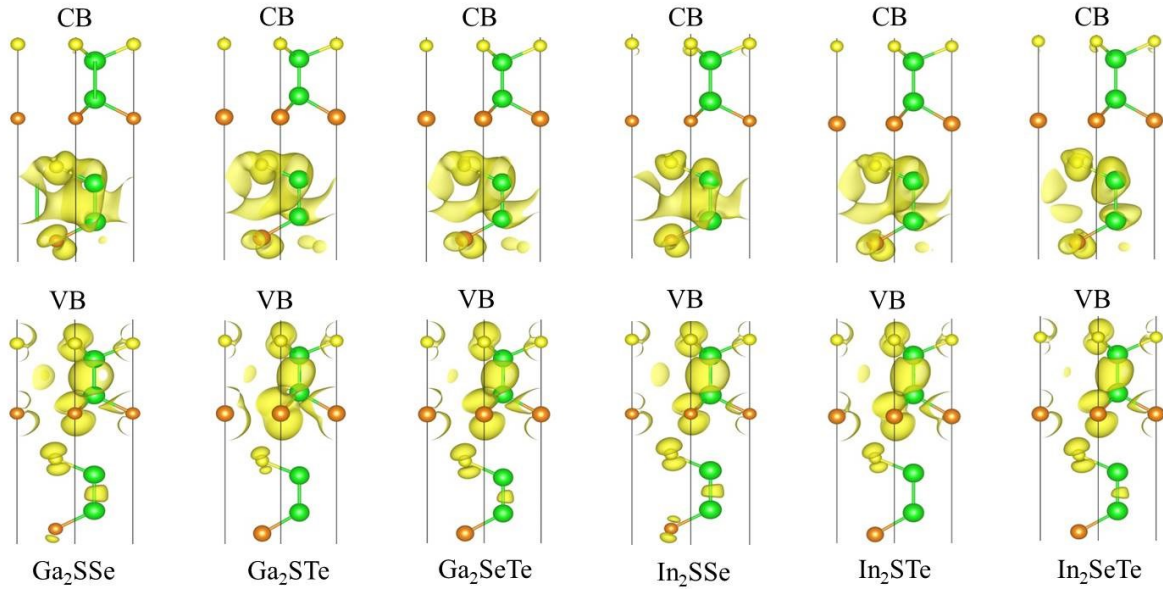 CB CB CB CB CB CB
VB VB VB VB VB VB
Ga₂SSe Ga₂STe Ga₂SeTe In₂SSe In₂STe In₂SeTe